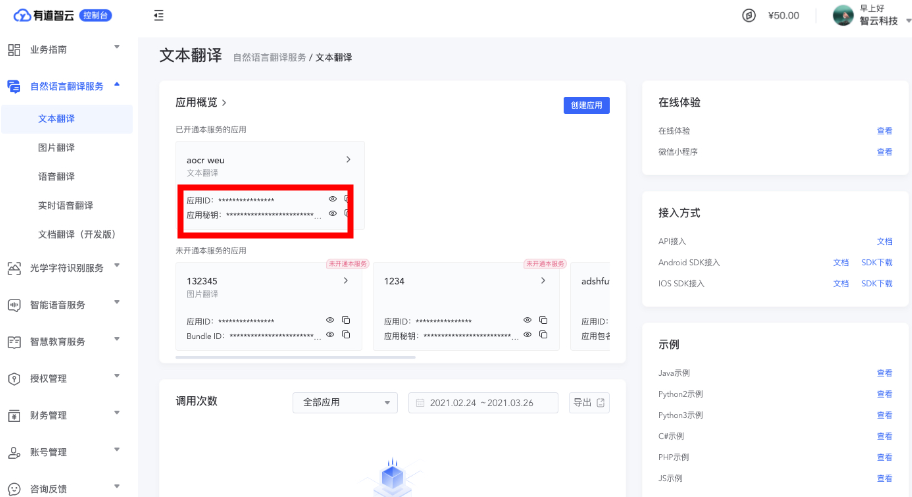 有道智云 控制台
¥50.00
早上好
智云科技
业务指南
自然语言翻译服务
文本翻译
图片翻译
语音翻译
实时语音翻译
文档翻译（开发版）
光学字符识别服务
智能语音服务
智慧教育服务
授权管理
财务管理
账号管理
咨询反馈
文本翻译 自然语言翻译服务 / 文本翻译
应用概览
创建应用
已开通本服务的应用
aocr weu
文本翻译
应用ID： ****************
应用秘钥： *************************...
未开通本服务的应用
未开通本服务
132345
图片翻译
应用ID： ****************
Bundle ID： *************************...
未开通本服务
1234
应用ID： ****************
应用秘钥： *************************...
adshfu
应用ID：
应用包名
调用次数
全部应用
2021.02.24 ~2021.03.26
导出
在线体验
在线体验 查看
微信小程序 查看
接入方式
API接入 文档
Android SDK接入 文档 SDK下载
IOS SDK接入 文档 SDK下载
示例
Java示例 查看
Python2示例 查看
Python3示例 查看
C#示例 查看
PHP示例 查看
JS示例 查看